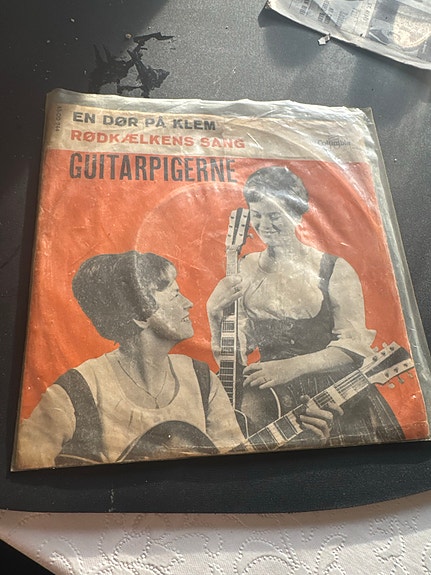 EN DØR PÅ KLEM
RØDKÆLKENS SANG
Columbia
GUITARPIGERNE